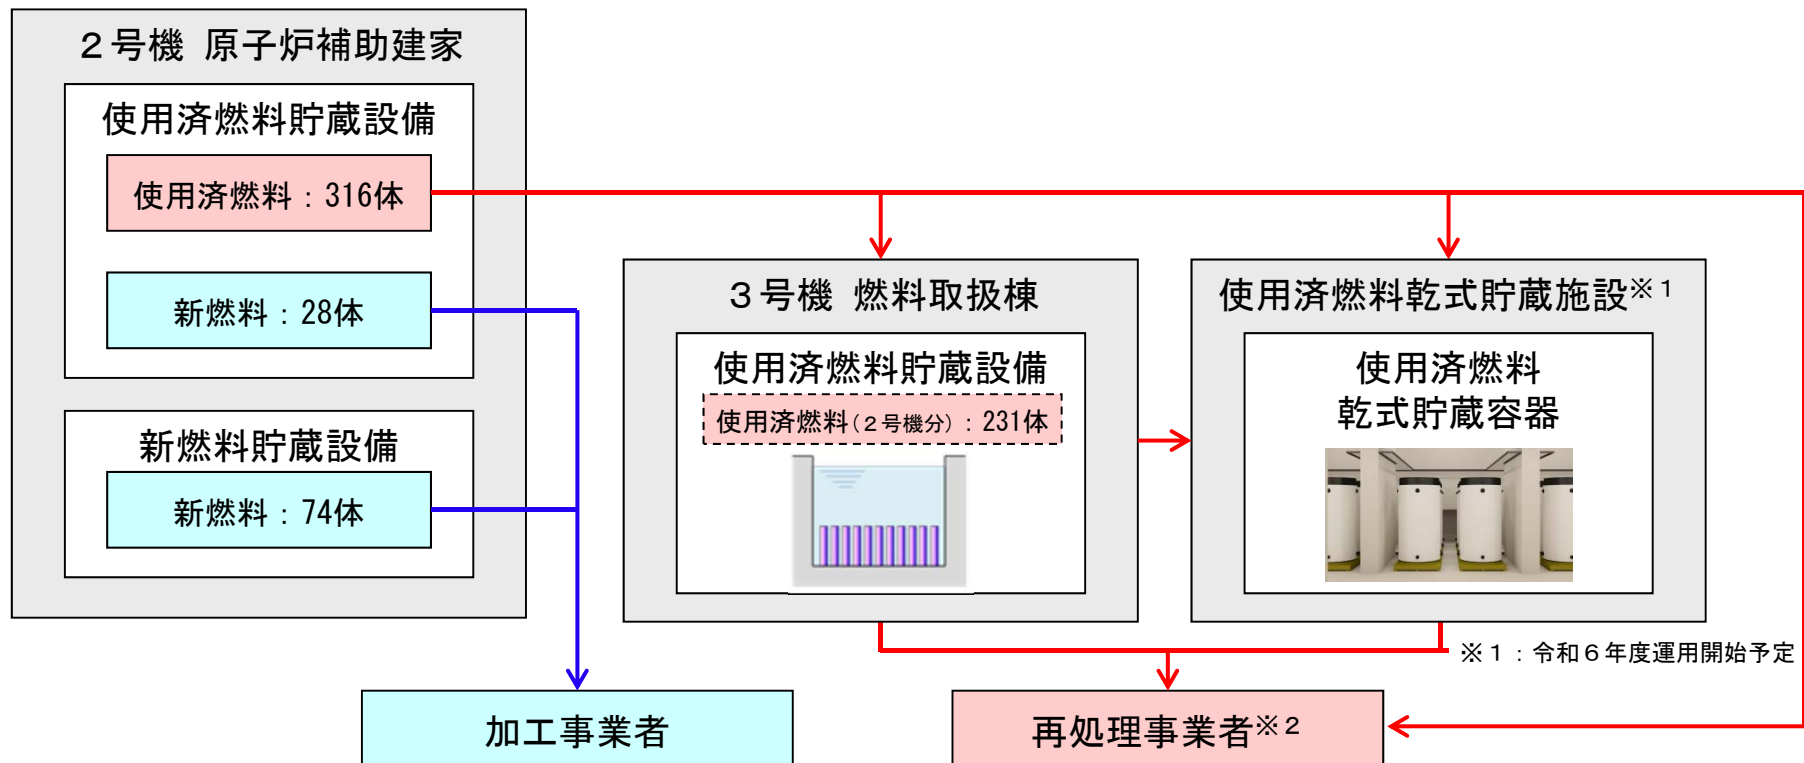 ２号機 原子炉補助建家
使用済燃料貯蔵設備
使用済燃料：316体
新燃料：28体
新燃料貯蔵設備
新燃料：74体
３号機 燃料取扱棟
使用済燃料貯蔵設備
使用済燃料（２号機分）：231体
使用済燃料乾式貯蔵施設※１
使用済燃料
乾式貯蔵容器
※１：令和６年度運用開始予定
加工事業者
再処理事業者※２